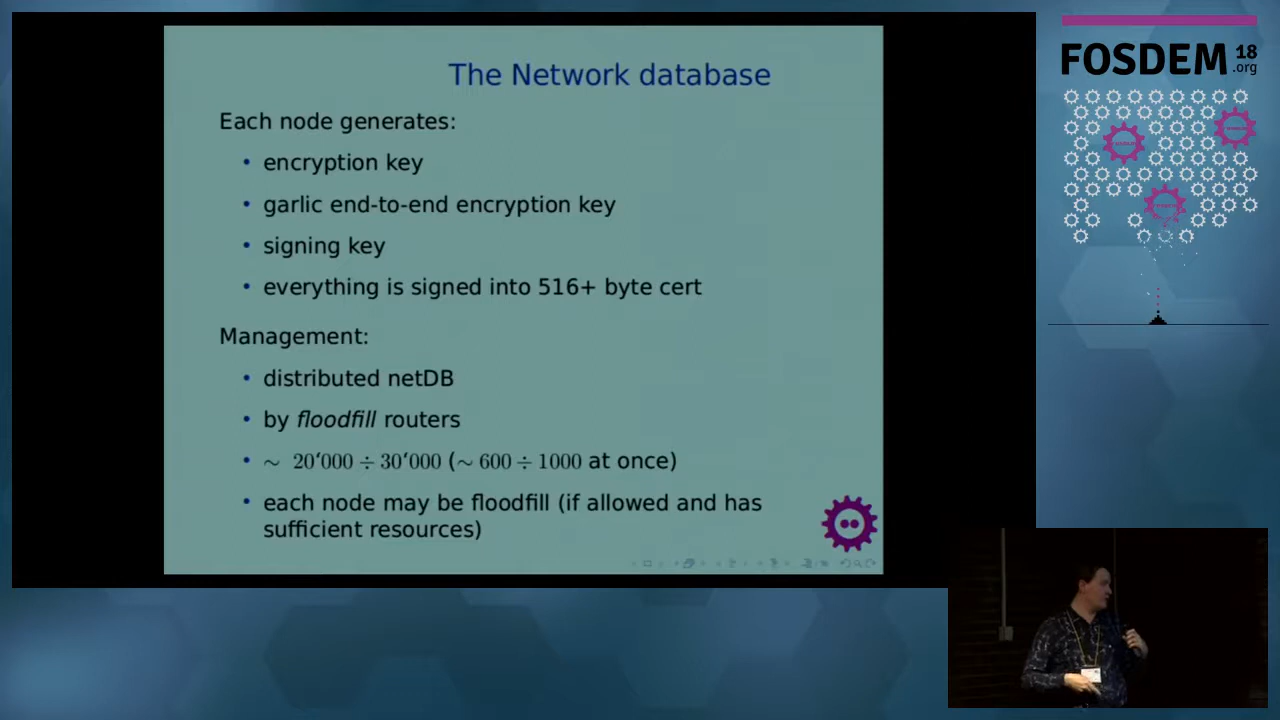 The Network database
Each node generates:
• encryption key
• garlic end-to-end encryption key
• signing key
• everything is signed into 516+ byte cert
Management:
• distributed netDB
• by floodfill routers
• ∼ 20‘000 ÷ 30‘000 (∼ 600 ÷ 1000 at once)
• each node may be floodfill (if allowed and has
sufficient resources)
FOSDEM 18
.org